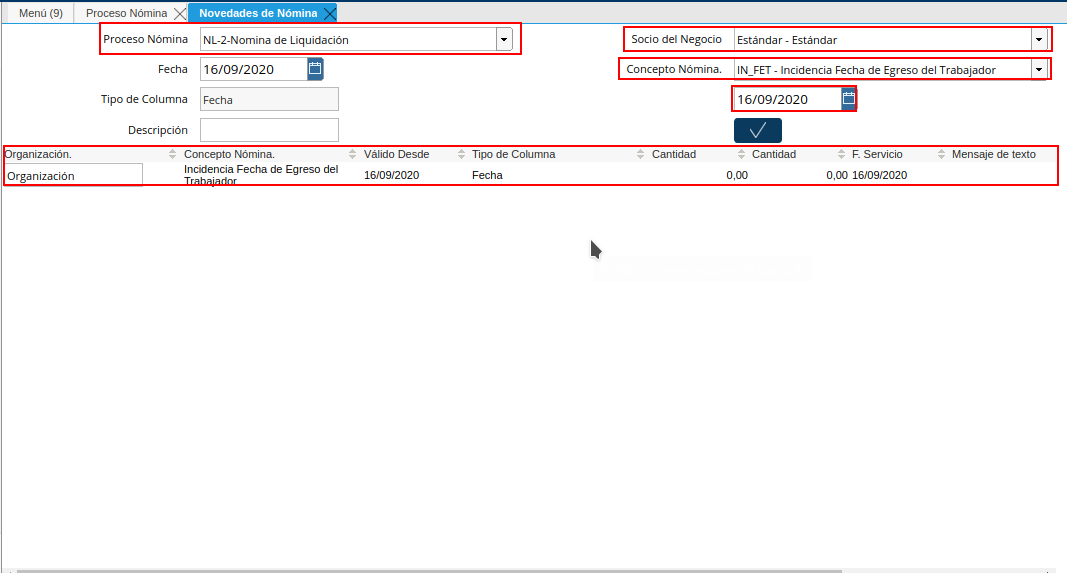 Menú (9) Proceso Nómina Novedades de Nómina
Proceso Nómina NL-2-Nomina de Liquidación Socio del Negocio Estándar - Estándar
Fecha 16/09/2020 Concepto Nómina. IN_FET - Incidencia Fecha de Egreso del Trabajador
Tipo de Columna Fecha 16/09/2020
Descripción
Organización. Concepto Nómina. Válido Desde Tipo de Columna Cantidad Cantidad F. Servicio Mensaje de texto
Organización Incidencia Fecha de Egreso del 16/09/2020 Fecha 0,00 0,00 16/09/2020
Trabajador